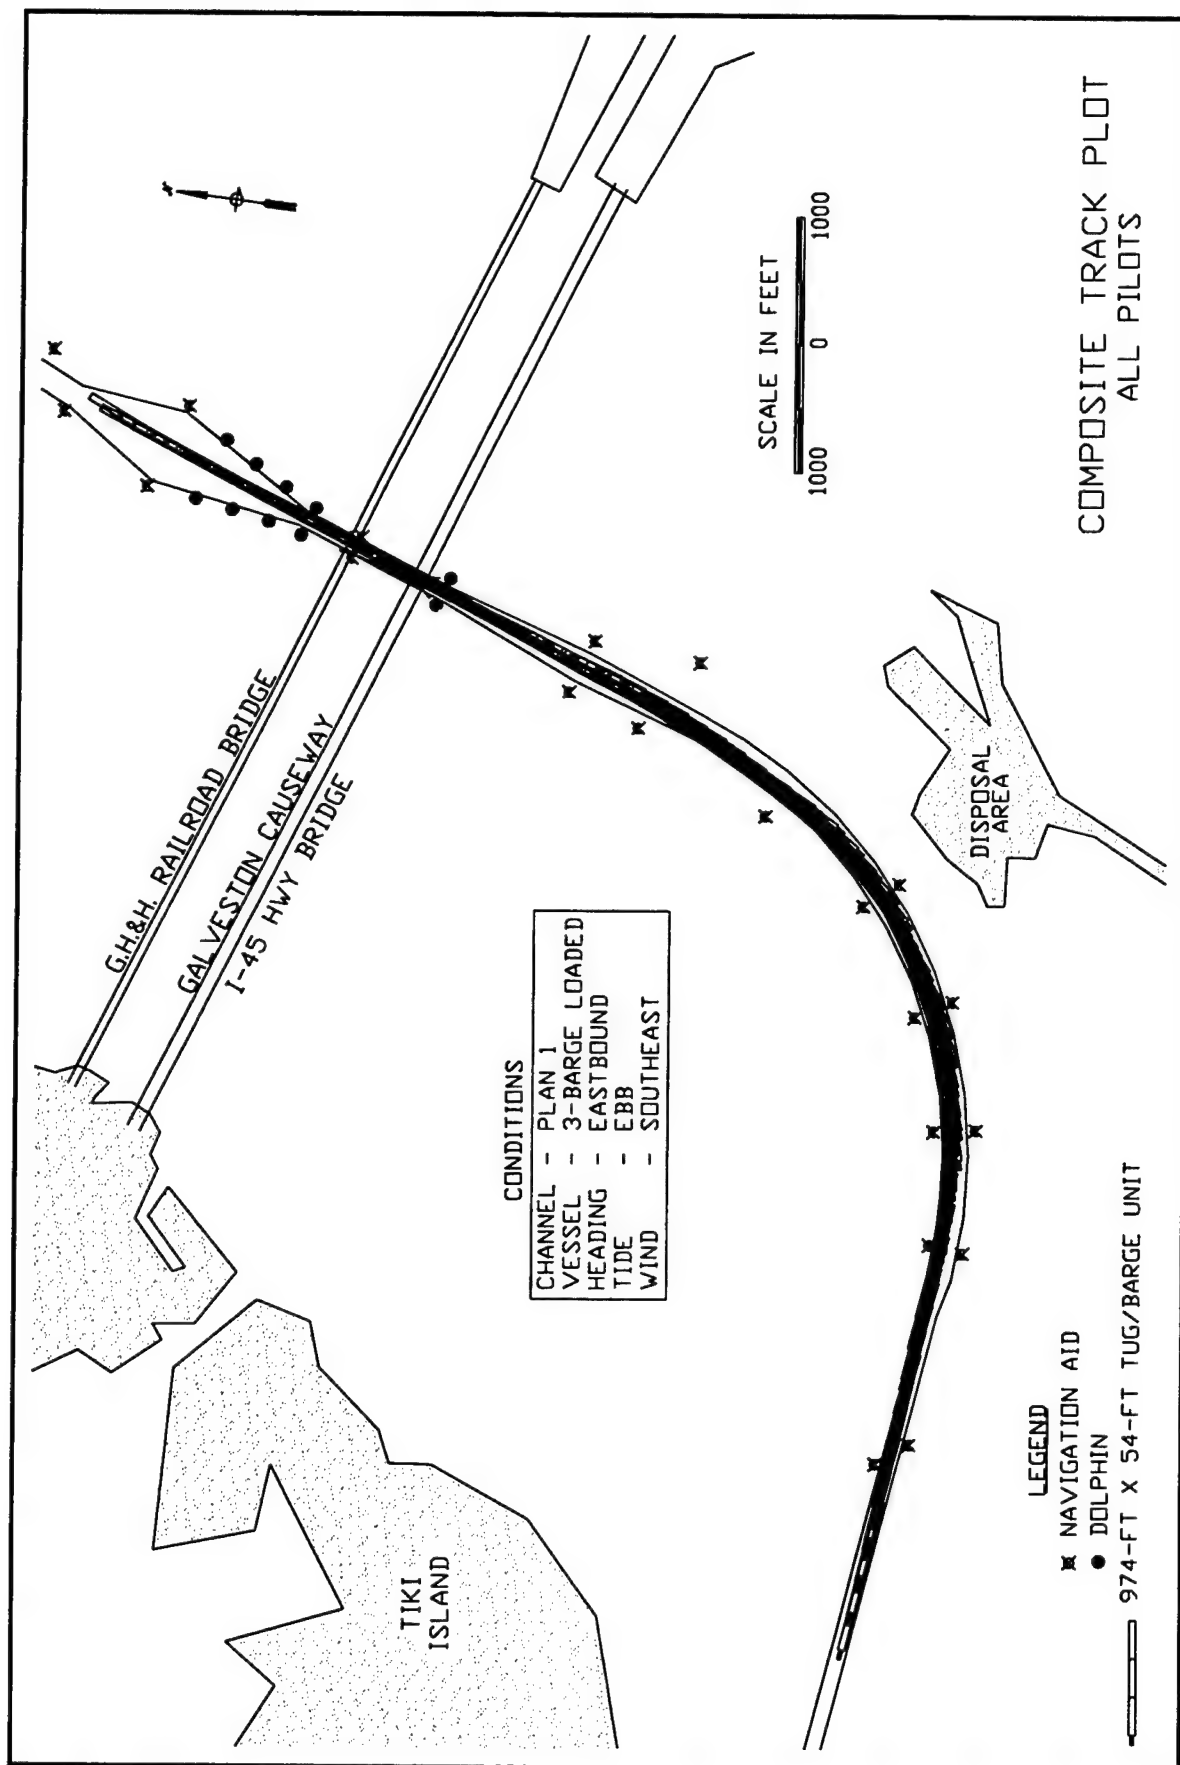 N
G.H.&H. RAILROAD BRIDGE
GALVESTON CAUSEWAY
I-45 HWY BRIDGE
TIKI
ISLAND
CONDITIONS
CHANNEL - PLAN 1
VESSEL - 3-BARGE LOADED
HEADING - EASTBOUND
TIDE - EBB
WIND - SOUTHEAST
SCALE IN FEET
1000 0 1000
DISPOSAL
AREA
LEGEND
NAVIGATION AID
DOLPHIN
974-FT X 54-FT TUG/BARGE UNIT
COMPOSITE TRACK PLOT
ALL PILOTS